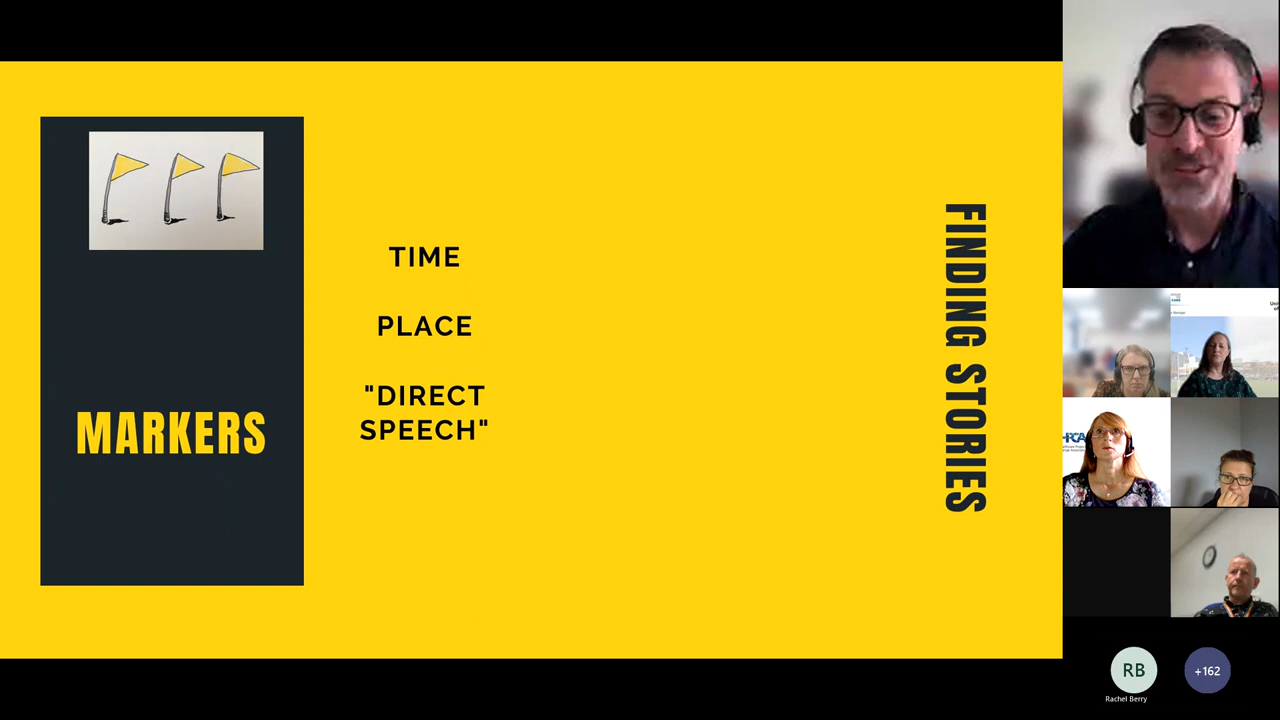 MARKERS
TIME
PLACE
"DIRECT
SPEECH"
FINDING STORIES
RB
Rachel Berry
+162